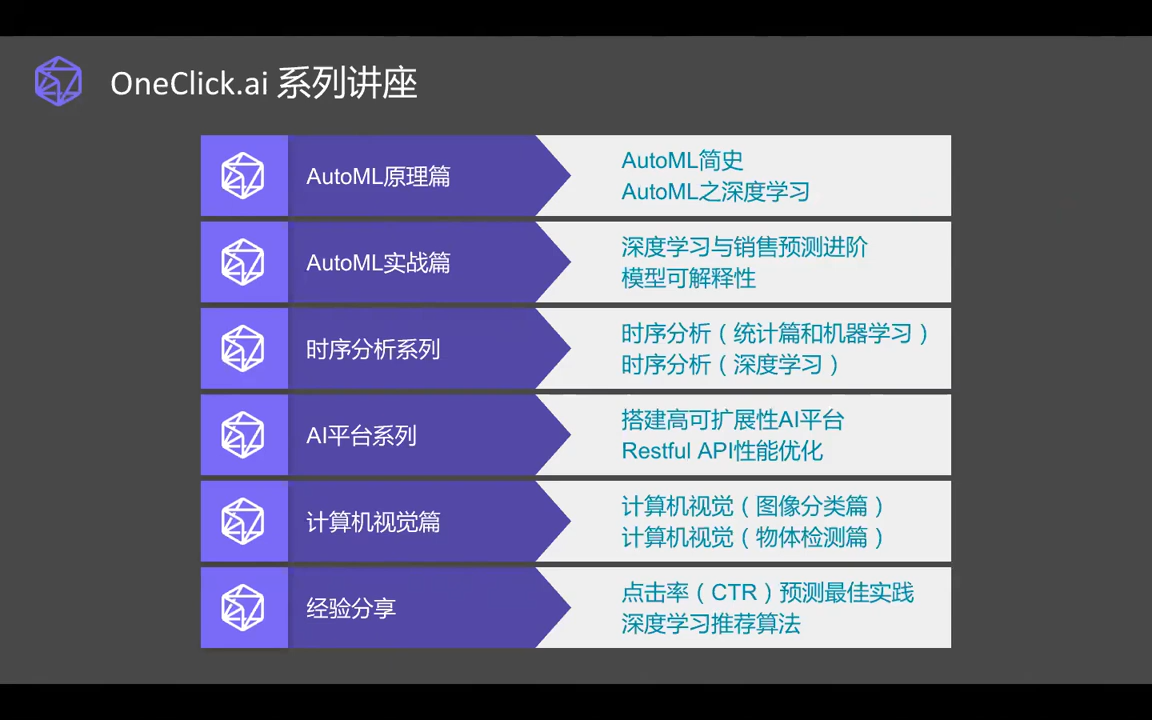 OneClick.ai 系列讲座
AutoML原理篇
AutoML简史
AutoML之深度学习
AutoML实战篇
深度学习与销售预测进阶
模型可解释性
时序分析系列
时序分析（统计篇和机器学习）
时序分析（深度学习）
AI平台系列
搭建高可扩展性AI平台
Restful API性能优化
计算机视觉篇
计算机视觉（图像分类篇）
计算机视觉（物体检测篇）
经验分享
点击率（CTR）预测最佳实践
深度学习推荐算法